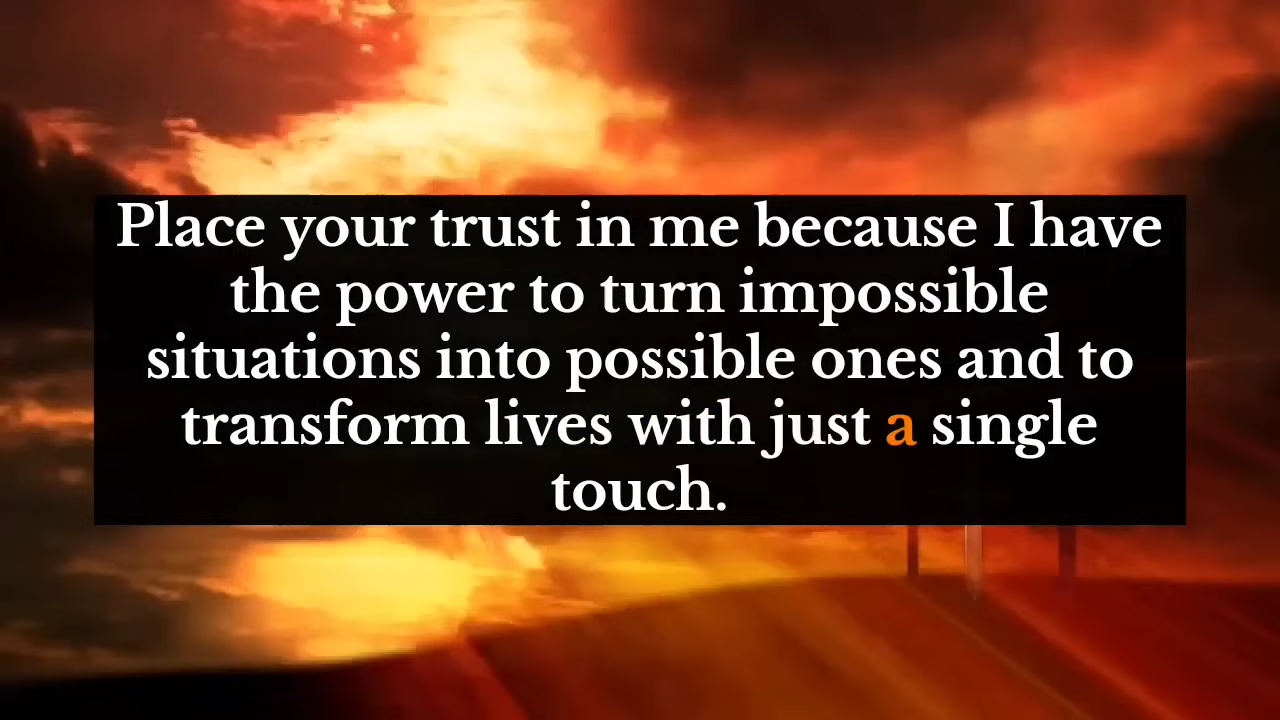 Place your trust in me because I have
the power to turn impossible
situations into possible ones and to
transform lives with just a single
touch.